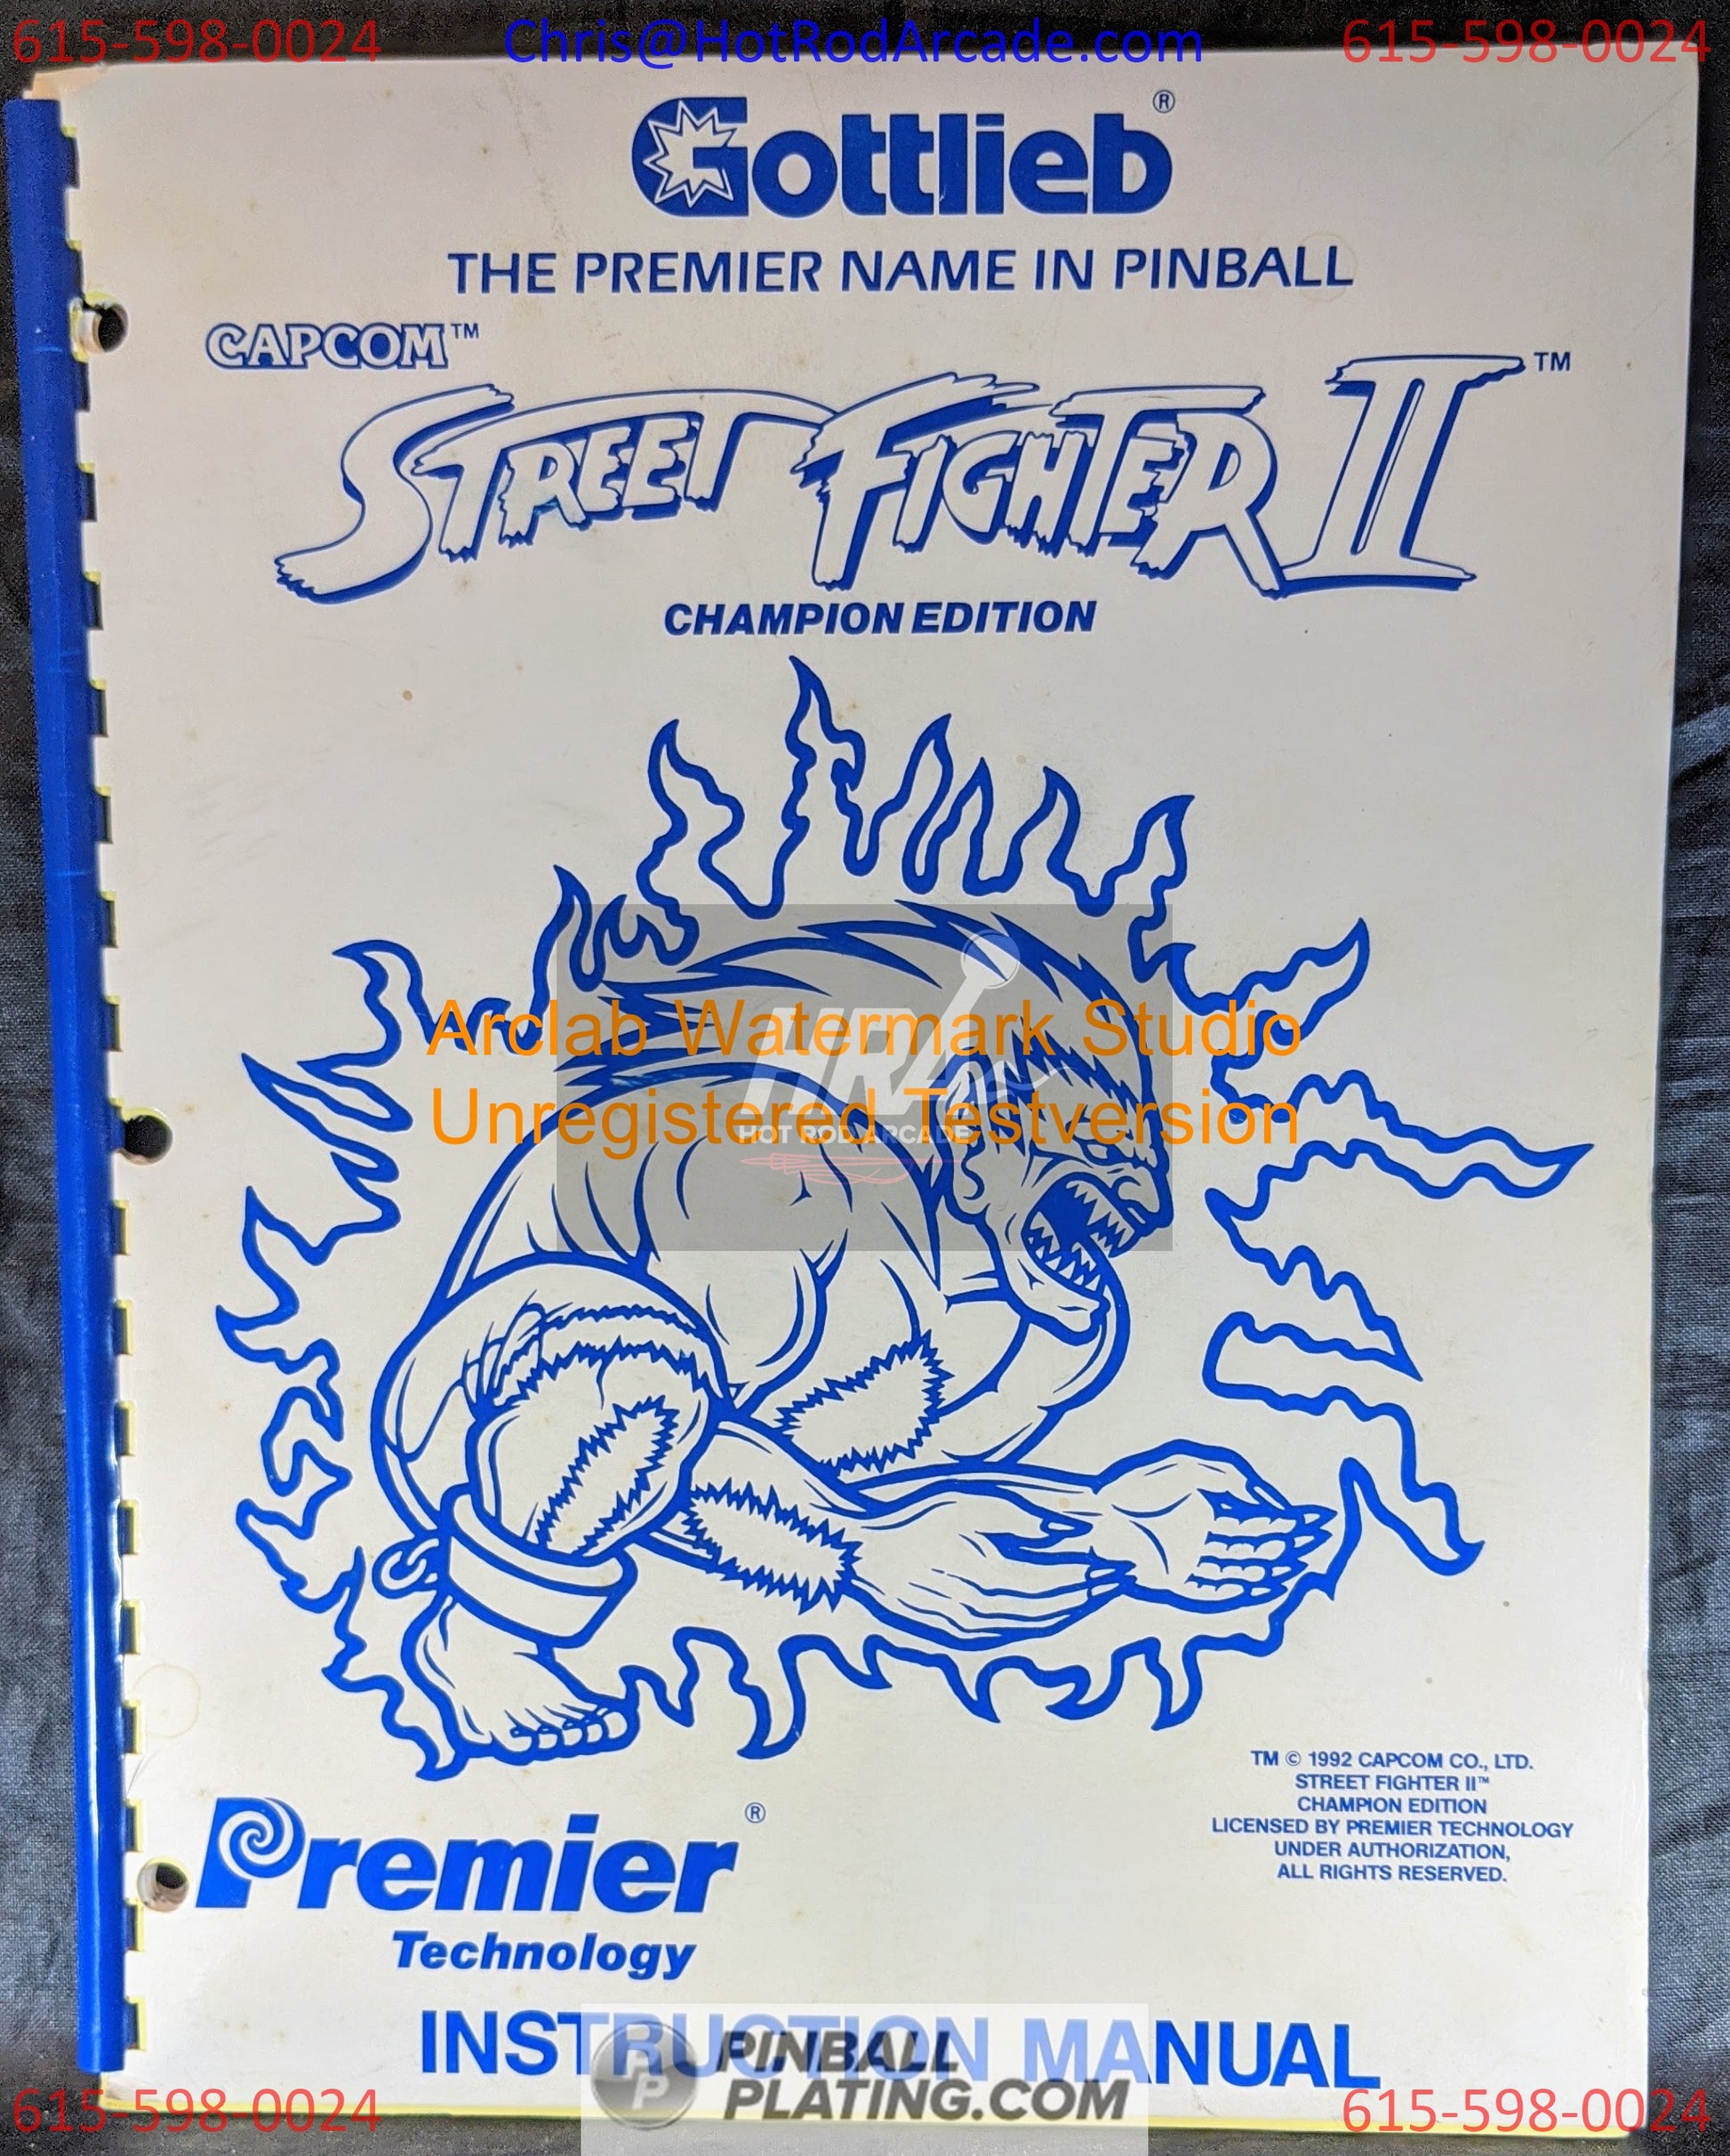 615-598-0024 Chris@HotRodArcade.com 615-598-0024
Gottlieb®
THE PREMIER NAME IN PINBALL
CAPCOM™
STREET FIGHTER II™
CHAMPION EDITION
HRA
Arclab Watermark Studio
Unregistered Testversion
HOT ROD ARCADE
TM © 1992 CAPCOM CO., LTD.
STREET FIGHTER II™
CHAMPION EDITION
LICENSED BY PREMIER TECHNOLOGY
UNDER AUTHORIZATION,
ALL RIGHTS RESERVED.
Premier®
Technology
INSTRUCTION MANUAL
PP PINBALL
PLATING.COM
615-598-0024 615-598-0024